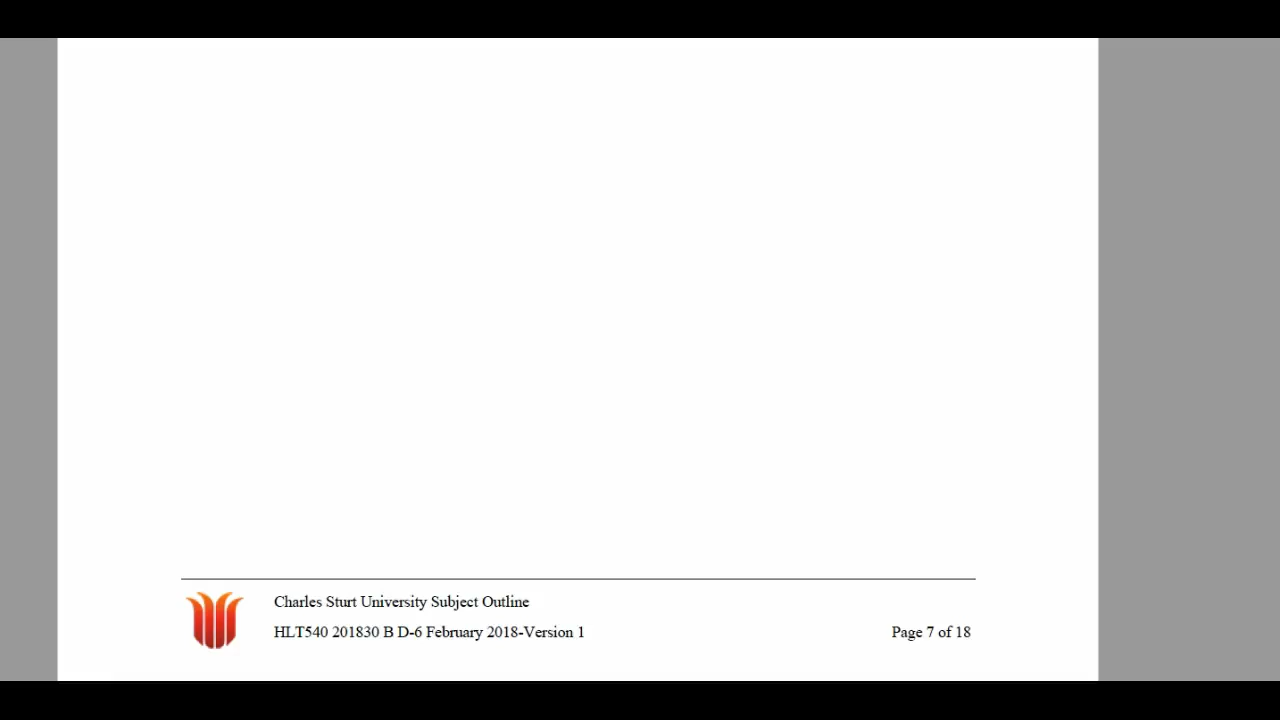 Charles Sturt University Subject Outline
HLT540 201830 B D-6 February 2018-Version 1
Page 7 of 18